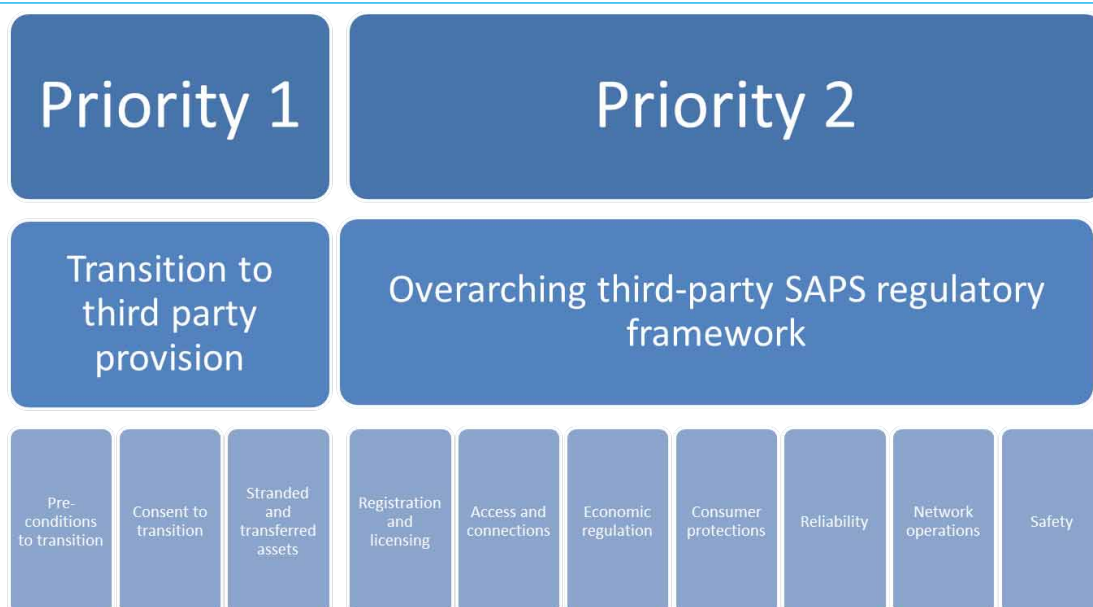 Priority 1
Priority 2
Transition to
third party
provision
Overarching third-party SAPS regulatory
framework
Pre-
conditions
to transition
Consent to
transition
Stranded
and
transferred
assets
Registration
and
licensing
Access and
connections
Economic
regulation
Consumer
protections
Reliability
Network
operations
Safety